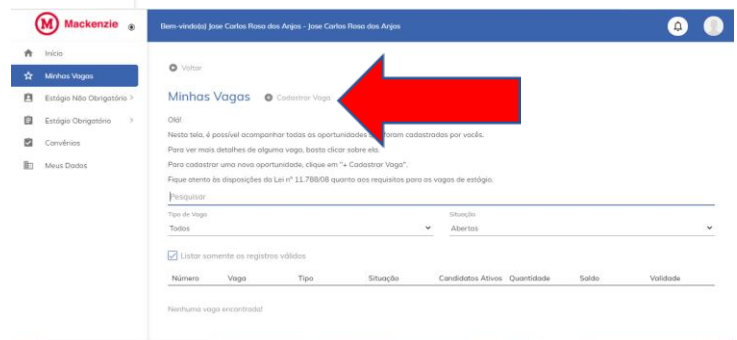 Mackenzie
Bem-vindo(a) Jose Carlos Rosa dos Anjos - Jose Carlos Rosa dos Anjos
Início
Minhas Vagas
Estágio Não Obrigatório >
Estágio Obrigatório >
Convênios
Meus Dados
Voltar
Minhas Vagas
Cadastrar Vaga
Olá!
Nesta tela, é possível acompanhar todas as oportunidades foram cadastradas por vocês.
Para ver mais detalhes de alguma vaga, basta clicar sobre ela.
Para cadastrar uma nova oportunidade, clique em "+ Cadastrar Vaga".
Fique atento às disposições da Lei nº 11.788/08 quanto aos requisitos para as vagas de estágio.
Pesquisar
Tipo de Vaga Situação
Todos Abertas
Listar somente os registros válidos
Número Vaga Tipo Situação Candidatos Ativos Quantidade Saldo Validade
Nenhuma vaga encontrada!